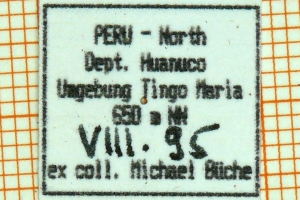 PERU - North
Dept. Huanuco
Umgebung Tingo Maria
650 m NN
VIII. 95
ex coll. Michael Büche